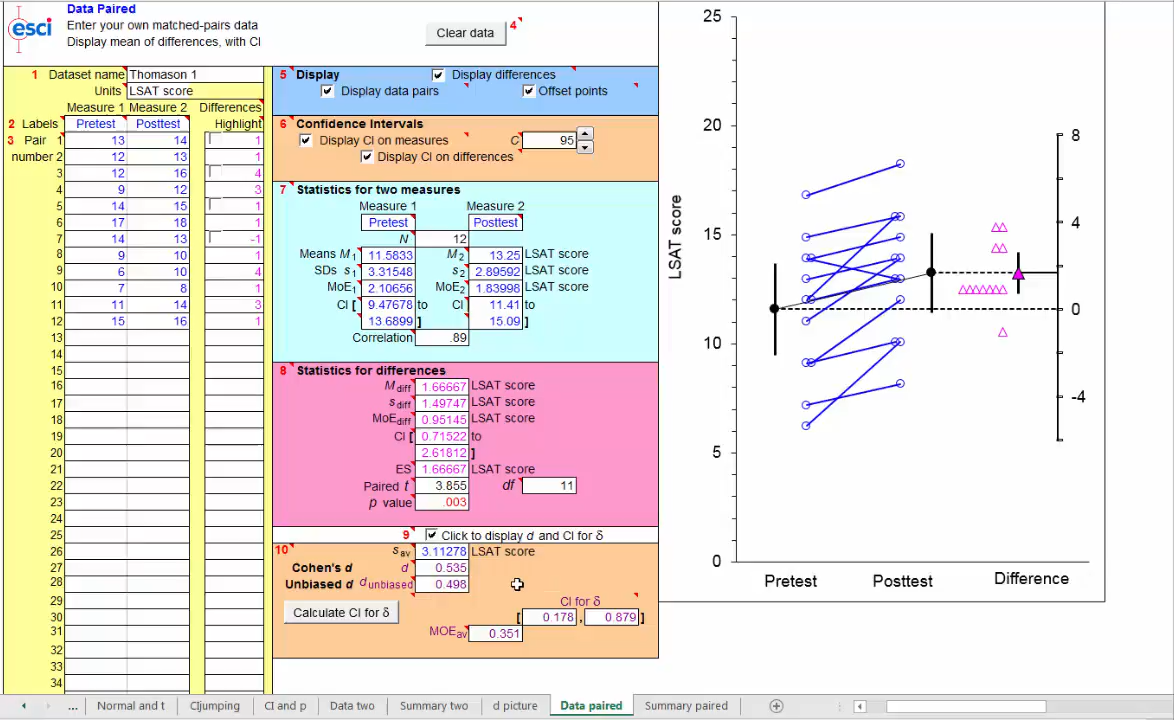 esci
Data Paired
Enter your own matched-pairs data
Display mean of differences, with CI
Clear data
4
1 Dataset name Thomason 1
Units LSAT score
Measure 1 Measure 2 Differences
2 Labels Pretest Posttest Highlight
3 Pair 1 13 14 1
number 2 12 13 1
3 12 16 4
4 9 12 3
5 14 15 1
6 17 18 1
7 14 13 -1
8 9 10 1
9 6 10 4
10 7 8 1
11 11 14 3
12 15 16 1
13
14
15
16
17
18
19
20
21
22
23
24
25
26
27
28
29
30
31
32
33
34
5 Display Display differences
Display data pairs Offset points
6 Confidence Intervals
Display CI on measures C 95
Display CI on differences
7 Statistics for two measures
Measure 1 Measure 2
Pretest Posttest
N 12
Means M1 11.5833 M2 13.25 LSAT score
SDs s1 3.31548 s2 2.89592 LSAT score
MoE1 2.10656 MoE2 1.83998 LSAT score
CI [ 9.47678 to CI 11.41 to
13.6899 ] 15.09 ]
Correlation .89
8 Statistics for differences
Mdiff 1.66667 LSAT score
sdiff 1.49747 LSAT score
MoEdiff 0.95145 LSAT score
CI [ 0.71522 to
2.61812 ]
ES 1.66667 LSAT score
Paired t 3.855 df 11
p value .003
9 Click to display d and CI for δ
10 sav 3.11278 LSAT score
Cohen's d d 0.535
Unbiased d dunbiased 0.498
Calculate CI for δ
CI for δ
[ 0.178 , 0.879 ]
MOEav 0.351
LSAT score
25
20
15
10
5
0
8
4
0
-4
Pretest Posttest Difference
... Normal and t CIjumping CI and p Data two Summary two d picture Data paired Summary paired